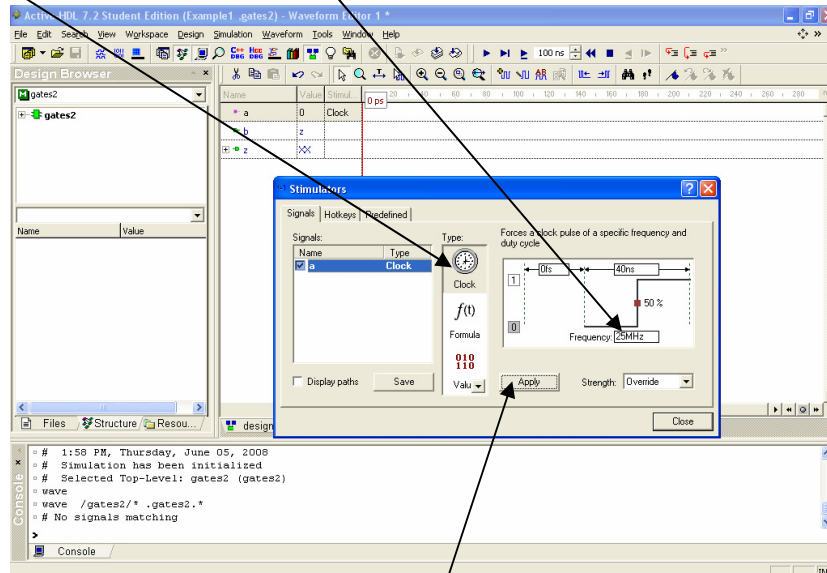 Active-HDL 7.2 Student Edition (Example1 ,gates2) - Waveform Editor 1 *
File Edit Search View Workspace Design Simulation Waveform Tools Window Help
100 ns
Design Browser
gates2
gates2
Name Value
Files Structure Resou...
Name Value Stimul...
20 40 60 80 100 120 140 160 180 200 220 240 260 280
0 ps
a 0 Clock
b z
z XX
design
Stimulators
Signals Hotkeys Predefined
Signals:
Name Type
a Clock
Display paths
Save
Type:
Clock
f(t)
Formula
010
110
Valu
Forces a clock pulse of a specific frequency and
duty cycle
0fs 40ns
1
50 %
0
Frequency: 25MHz
Apply
Strength: Override
Close
# 1:58 PM, Thursday, June 05, 2008
# Simulation has been initialized
# Selected Top-Level: gates2 (gates2)
wave
wave /gates2/* .gates2.*
# No signals matching
>
Console
Console